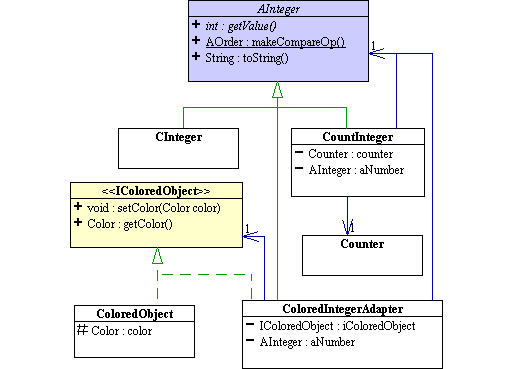 AInteger
+ int : getValue()
+ AOrder : makeCompareOp()
+ String : toString()
1
CInteger
CountInteger
- Counter : counter
- AInteger : aNumber
<<IColoredObject>>
+ void : setColor(Color color)
+ Color : getColor()
1
1
Counter
ColoredObject
# Color : color
ColoredIntegerAdapter
- IColoredObject : iColoredObject
- AInteger : aNumber